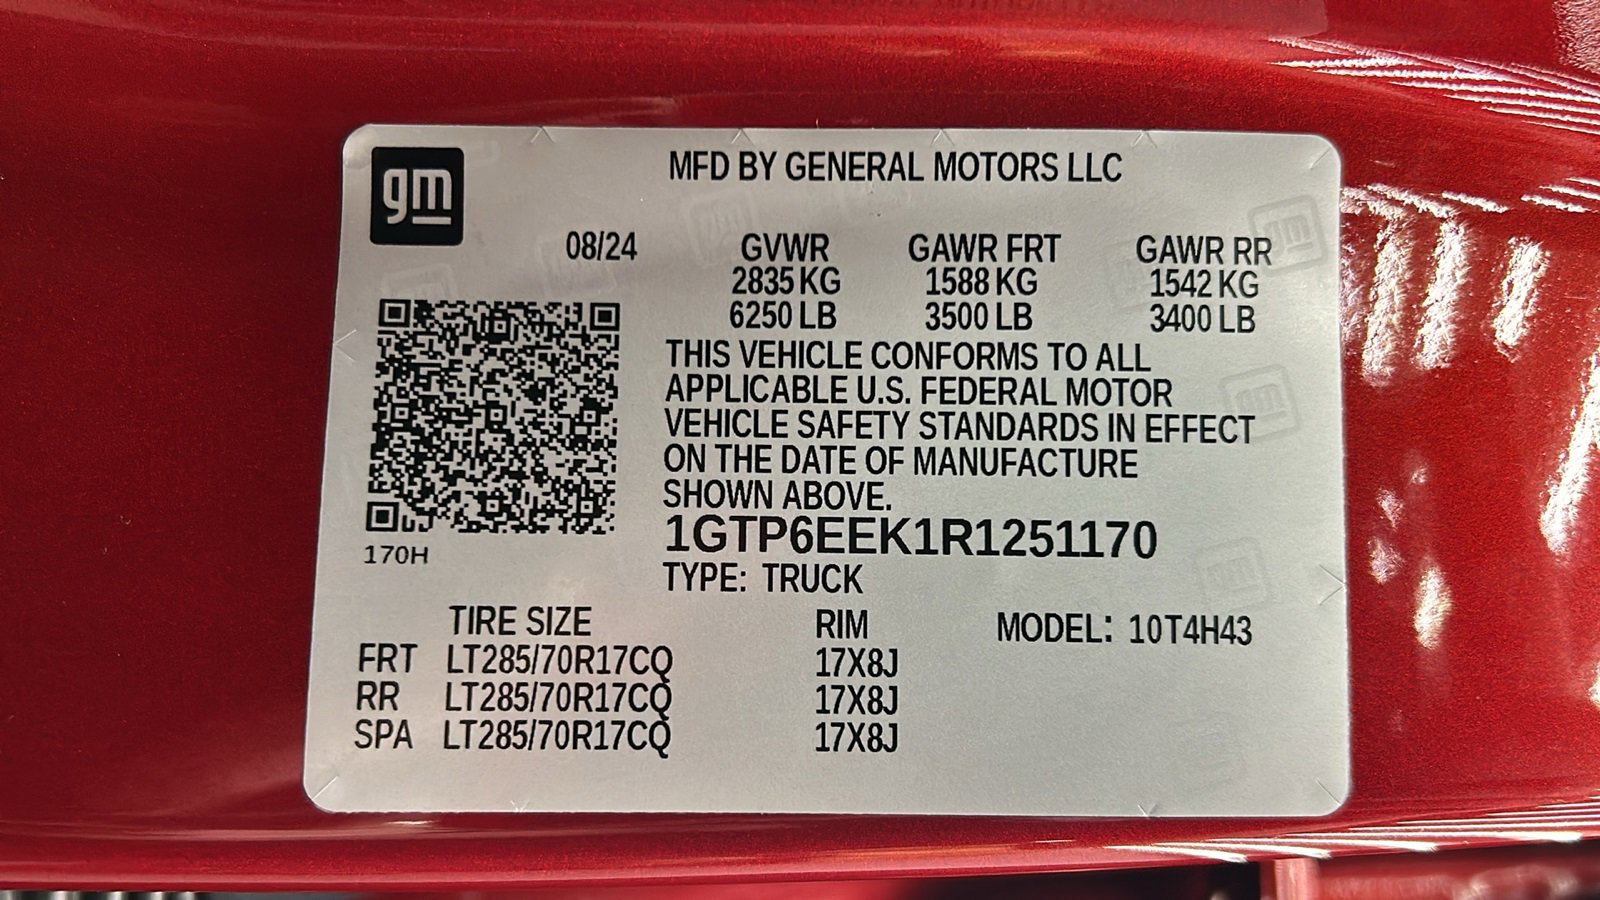 gm
MFD BY GENERAL MOTORS LLC
08/24 GVWR GAWR FRT GAWR RR
2835 KG 1588 KG 1542 KG
6250 LB 3500 LB 3400 LB
THIS VEHICLE CONFORMS TO ALL
APPLICABLE U.S. FEDERAL MOTOR
VEHICLE SAFETY STANDARDS IN EFFECT
ON THE DATE OF MANUFACTURE
SHOWN ABOVE.
1GTP6EEK1R1251170
170H
TYPE: TRUCK
TIRE SIZE RIM MODEL: 10T4H43
FRT LT285/70R17CQ 17X8J
RR LT285/70R17CQ 17X8J
SPA LT285/70R17CQ 17X8J